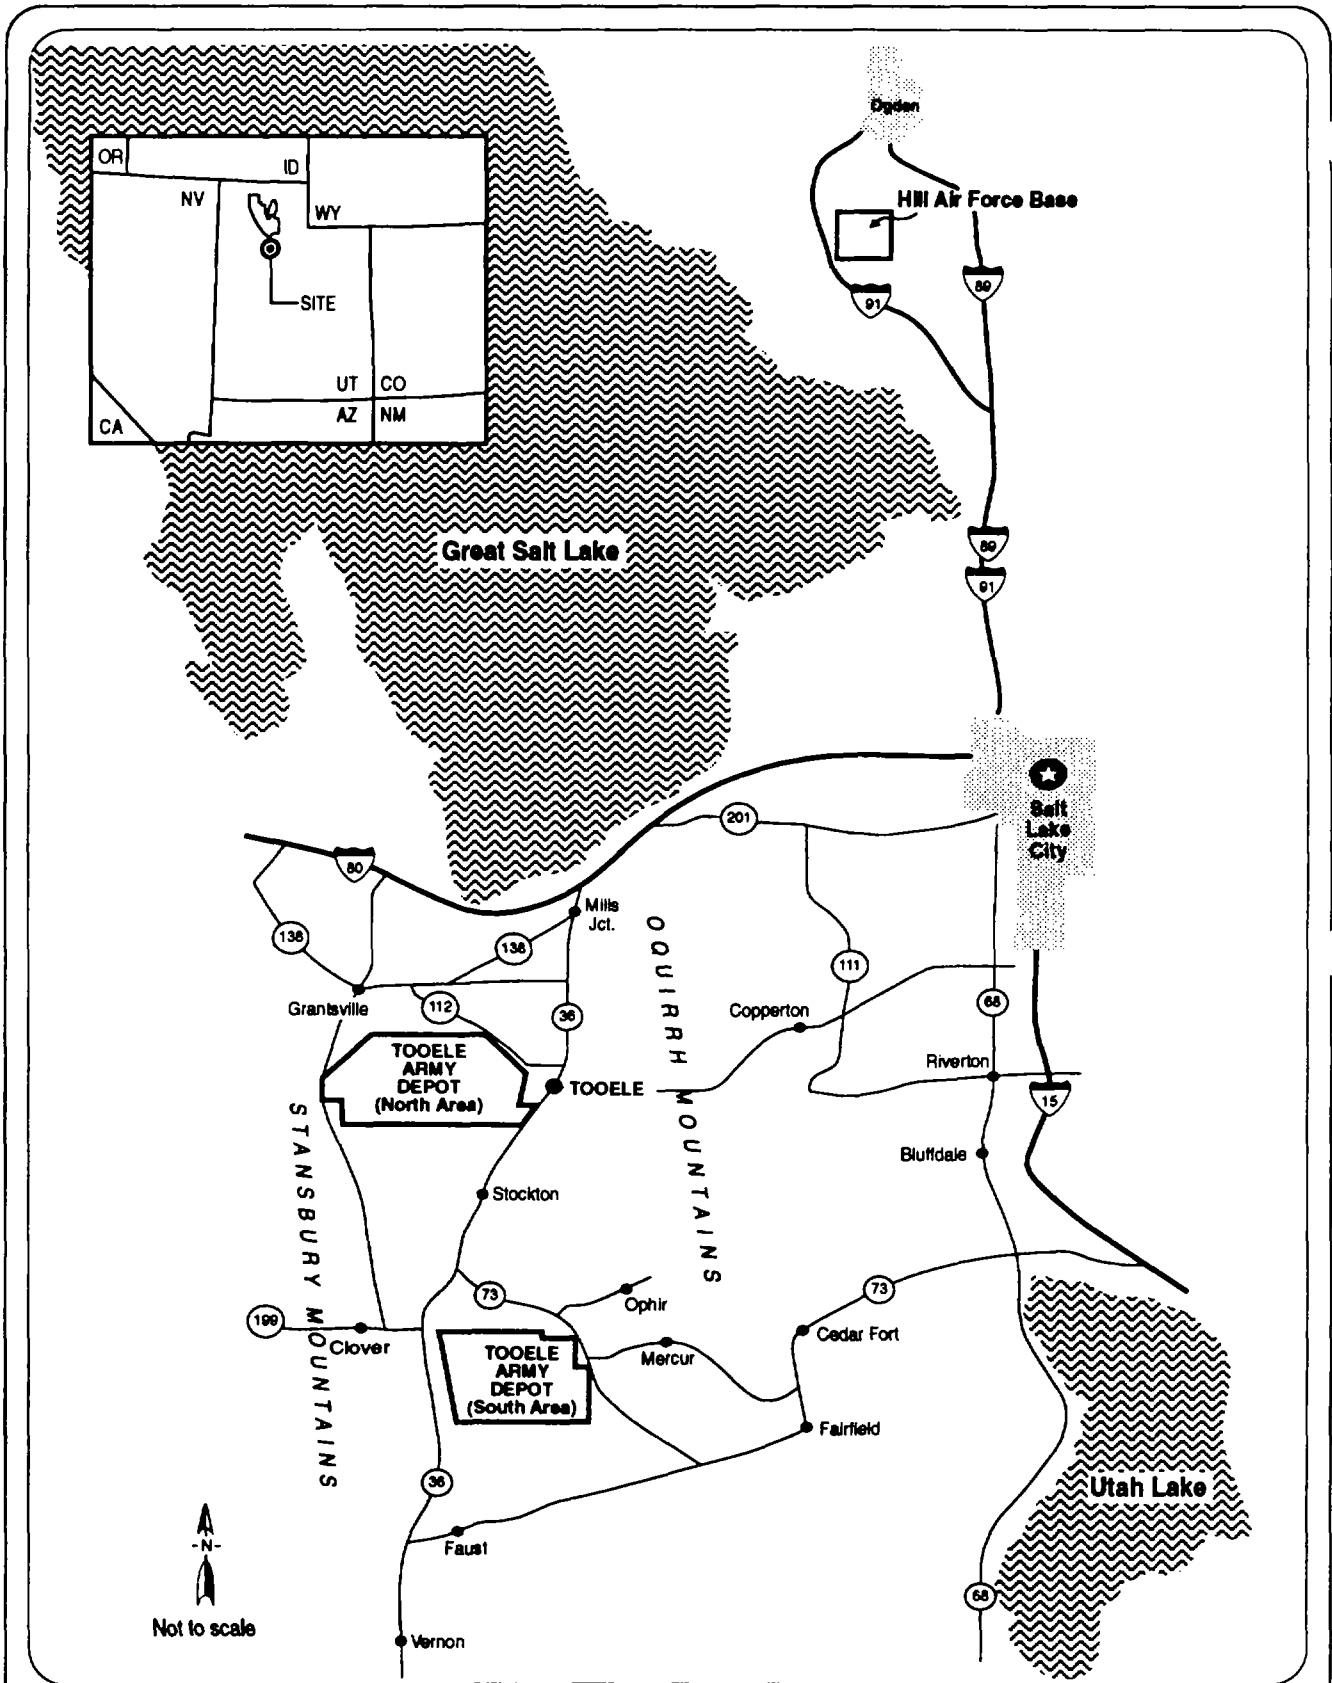 Ogden
OR
ID
NV
WY
Hill Air Force Base
SITE
89
91
UT
CO
AZ
NM
CA
Great Salt Lake
89
91
Salt
Lake
City
201
80
Mills
Jct.
138
138
111
OQUIRRH MOUNTAINS
Grantsville
112
36
Copperton
68
TOOELE
ARMY
DEPOT
(North Area)
TOOELE
Riverton
15
STANSBURY MOUNTAINS
Bluffdale
Stockton
73
Ophir
73
199
Clover
Cedar Fort
TOOELE
ARMY
DEPOT
(South Area)
Mercur
Fairfield
36
Utah Lake
-N-
Faust
68
Not to scale
Vernon